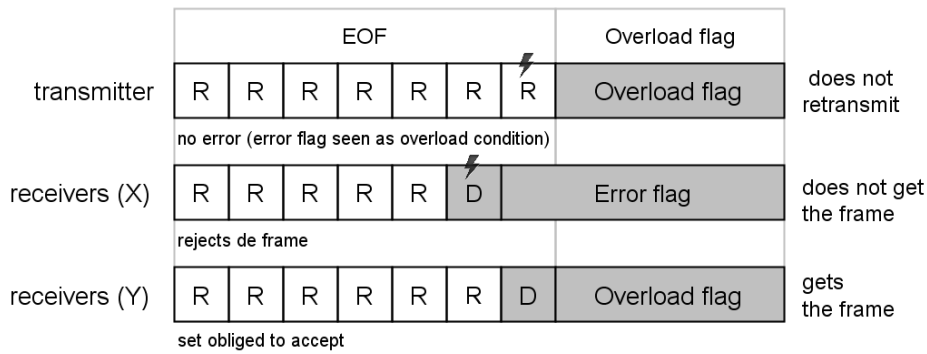 EOF Overload flag
transmitter R R R R R R R Overload flag does not retransmit
no error (error flag seen as overload condition)
receivers (X) R R R R R D Error flag does not get the frame
rejects de frame
receivers (Y) R R R R R R D Overload flag gets the frame
set obliged to accept